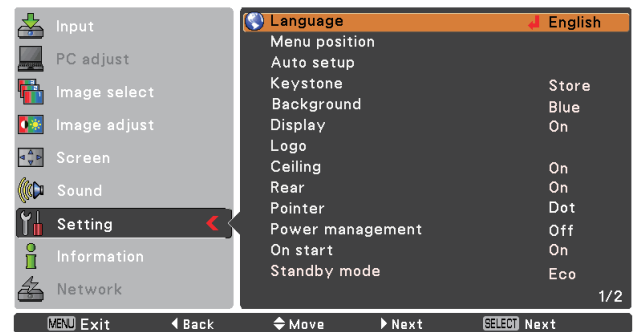 Input
PC adjust
Image select
Image adjust
Screen
Sound
Setting
Information
Network
Language English
Menu position
Auto setup
Keystone Store
Background Blue
Display On
Logo
Ceiling On
Rear On
Pointer Dot
Power management Off
On start On
Standby mode Eco
1/2
MENU Exit Back Move Next SELECT Next